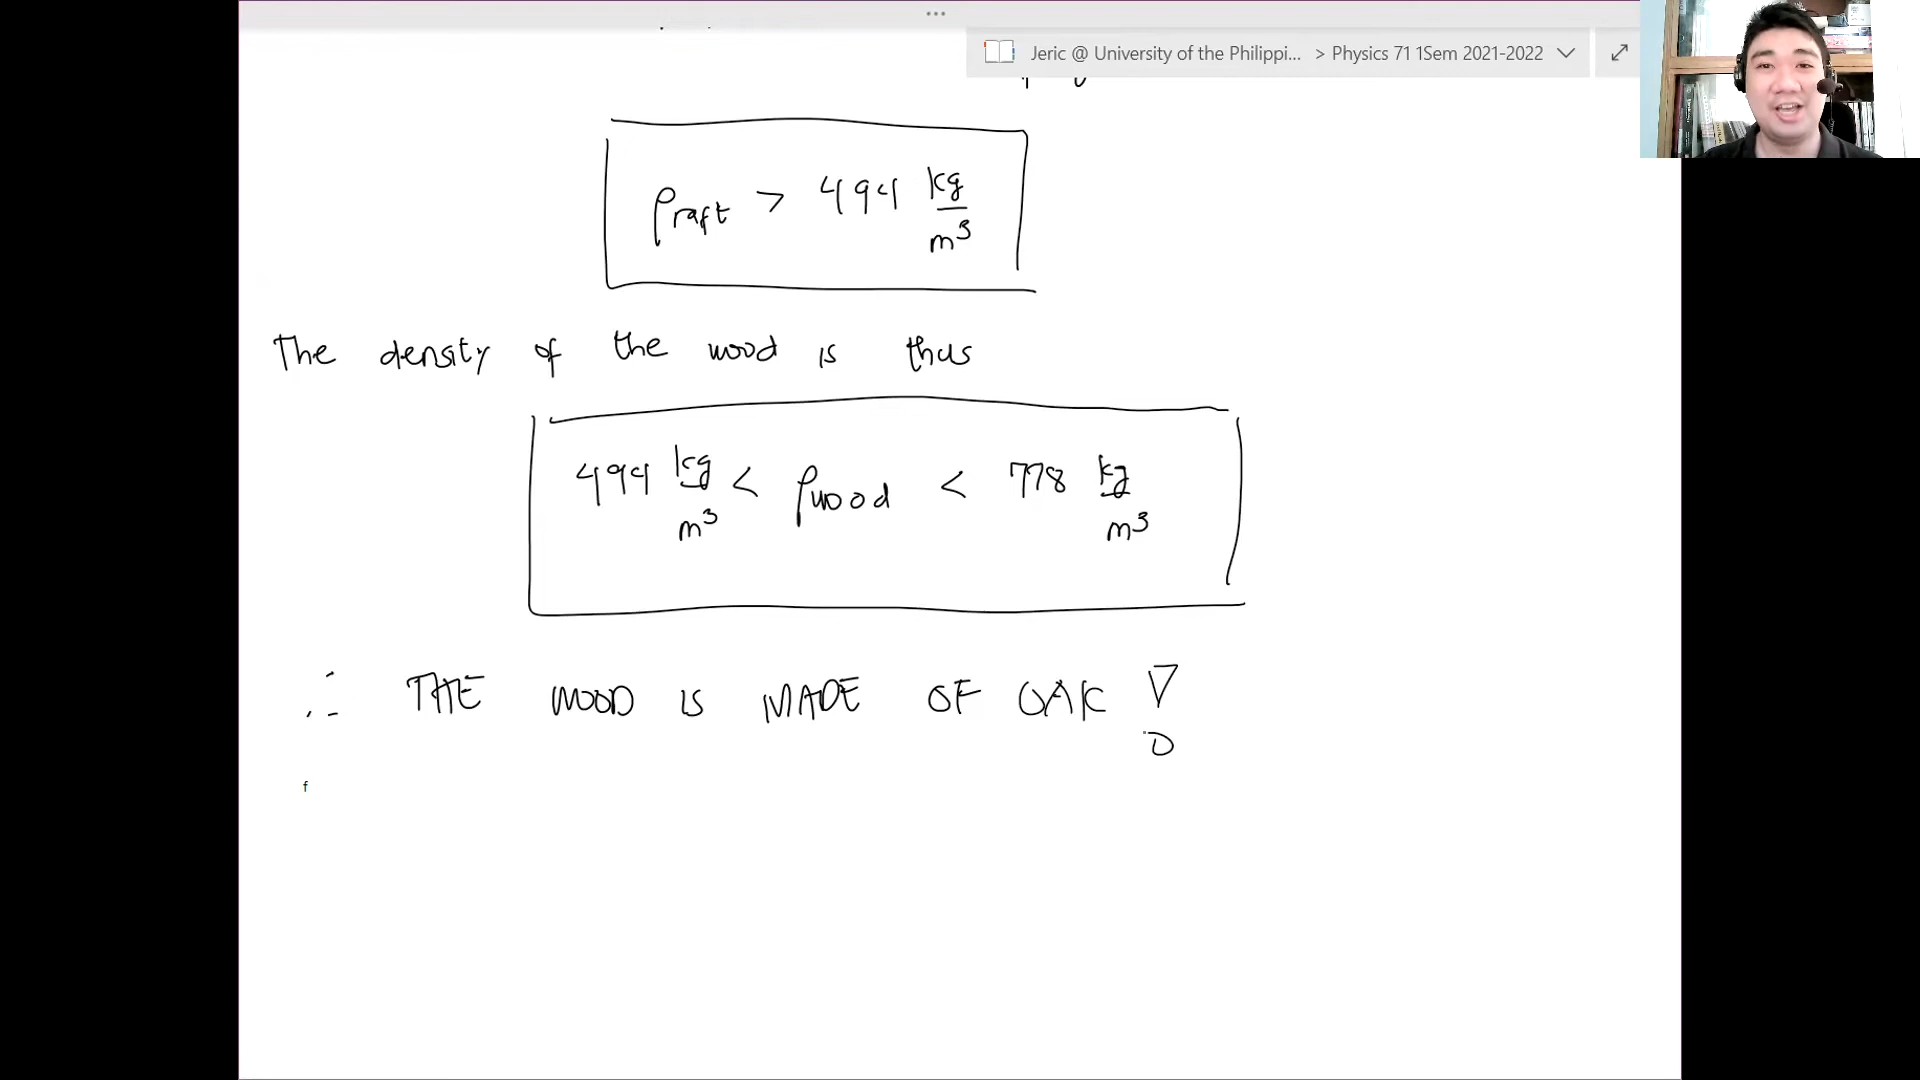 Jeric @ University of the Philippi... > Physics 71 1Sem 2021-2022
ρraft > 494 kg/m³
The density of the wood is thus
494 kg/m³ < ρwood < 778 kg/m³
∴ THE WOOD IS MADE OF OAK !
f